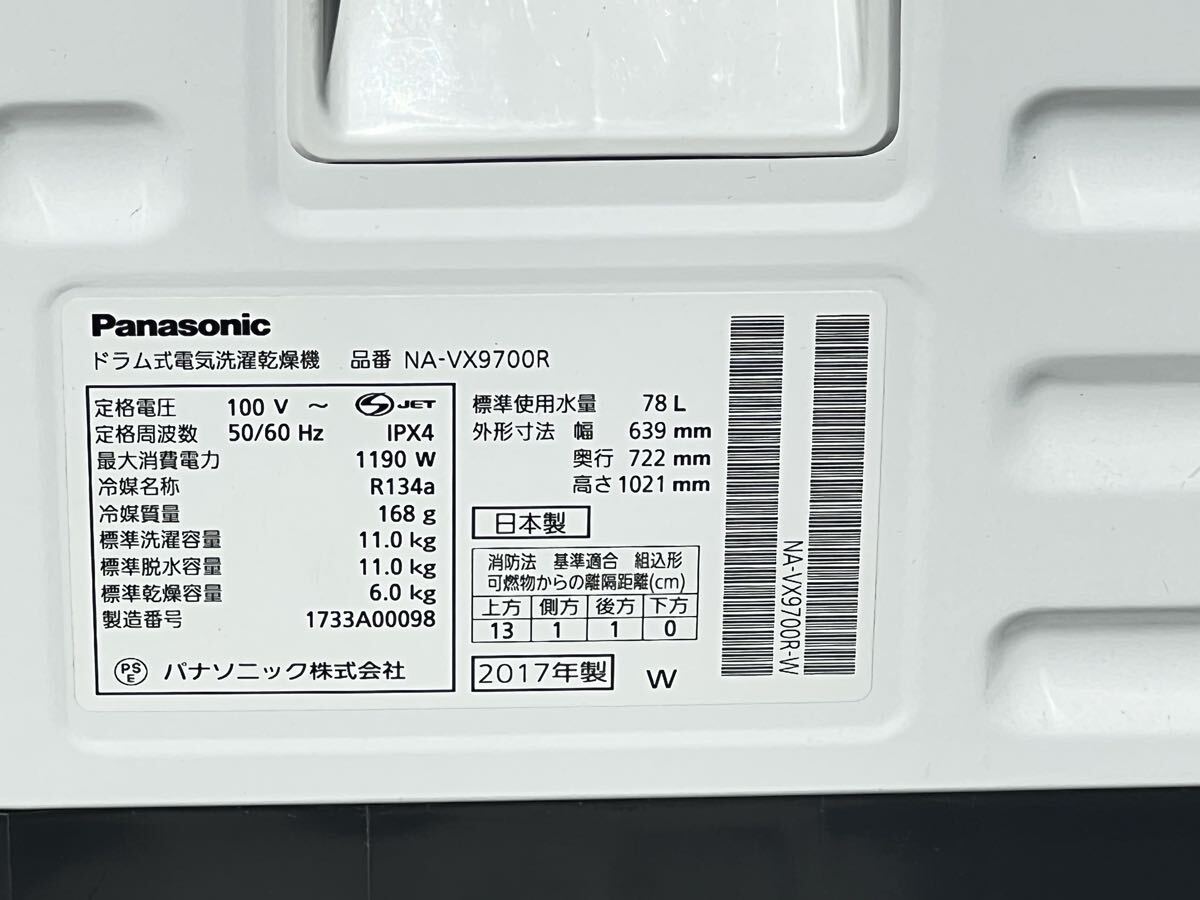 Panasonic
ドラム式電気洗濯乾燥機 品番 NA-VX9700R
定格電圧 100 V ～ S JET
定格周波数 50/60 Hz IPX4
最大消費電力 1190 W
冷媒名称 R134a
冷媒質量 168 g
標準洗濯容量 11.0 kg
標準脱水容量 11.0 kg
標準乾燥容量 6.0 kg
製造番号 1733A00098
PS E パナソニック株式会社
標準使用水量 78 L
外形寸法 幅 639 mm
奥行 722 mm
高さ 1021 mm
日本製
消防法 基準適合 組込形
可燃物からの離隔距離(cm)
上方 側方 後方 下方
13 1 1 0
2017年製 W
NA-VX9700R-W